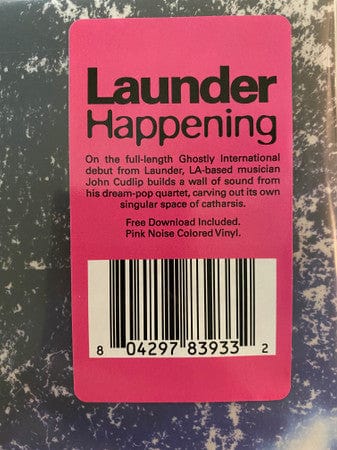 Launder
Happening
On the full-length Ghostly International
debut from Launder, LA-based musician
John Cudlip builds a wall of sound from
his dream-pop quartet, carving out its own
singular space of catharsis.
Free Download Included.
Pink Noise Colored Vinyl.
8 04297 83933 2